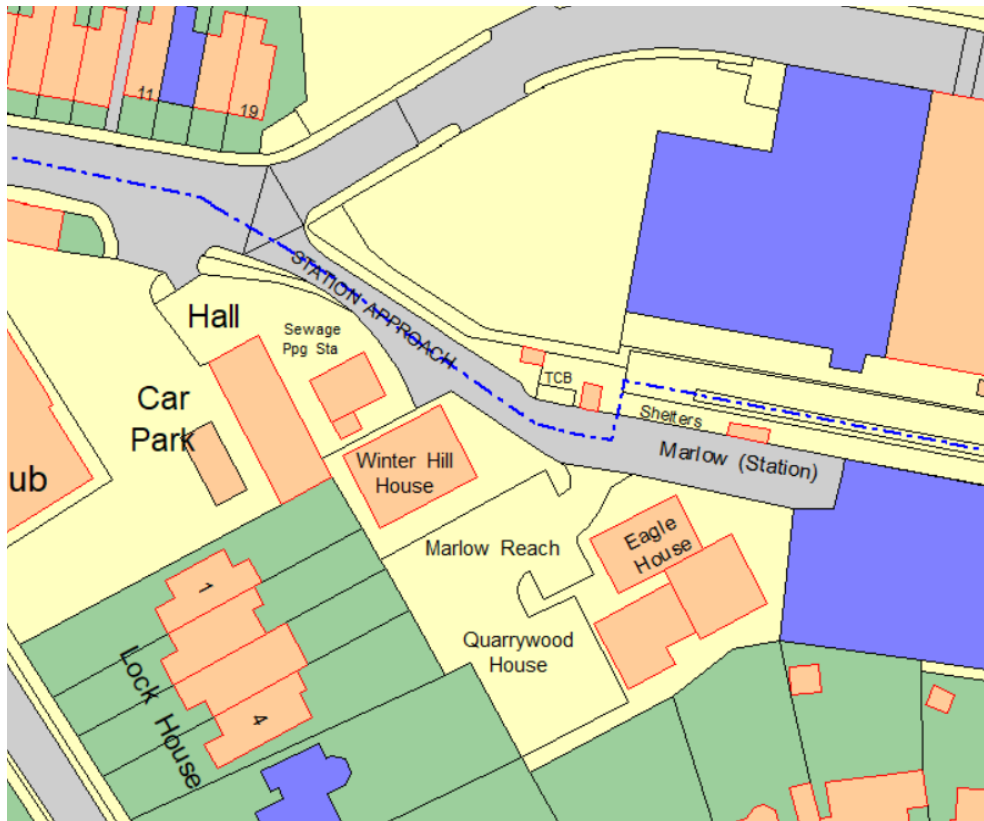 11
19
STATION APPROACH
Hall
Sewage
Ppg Sta
TCB
Car
Park
Shelters
Marlow (Station)
ub
Winter Hill
House
Eagle
House
Marlow Reach
1
Quarrywood
House
Lock House
4